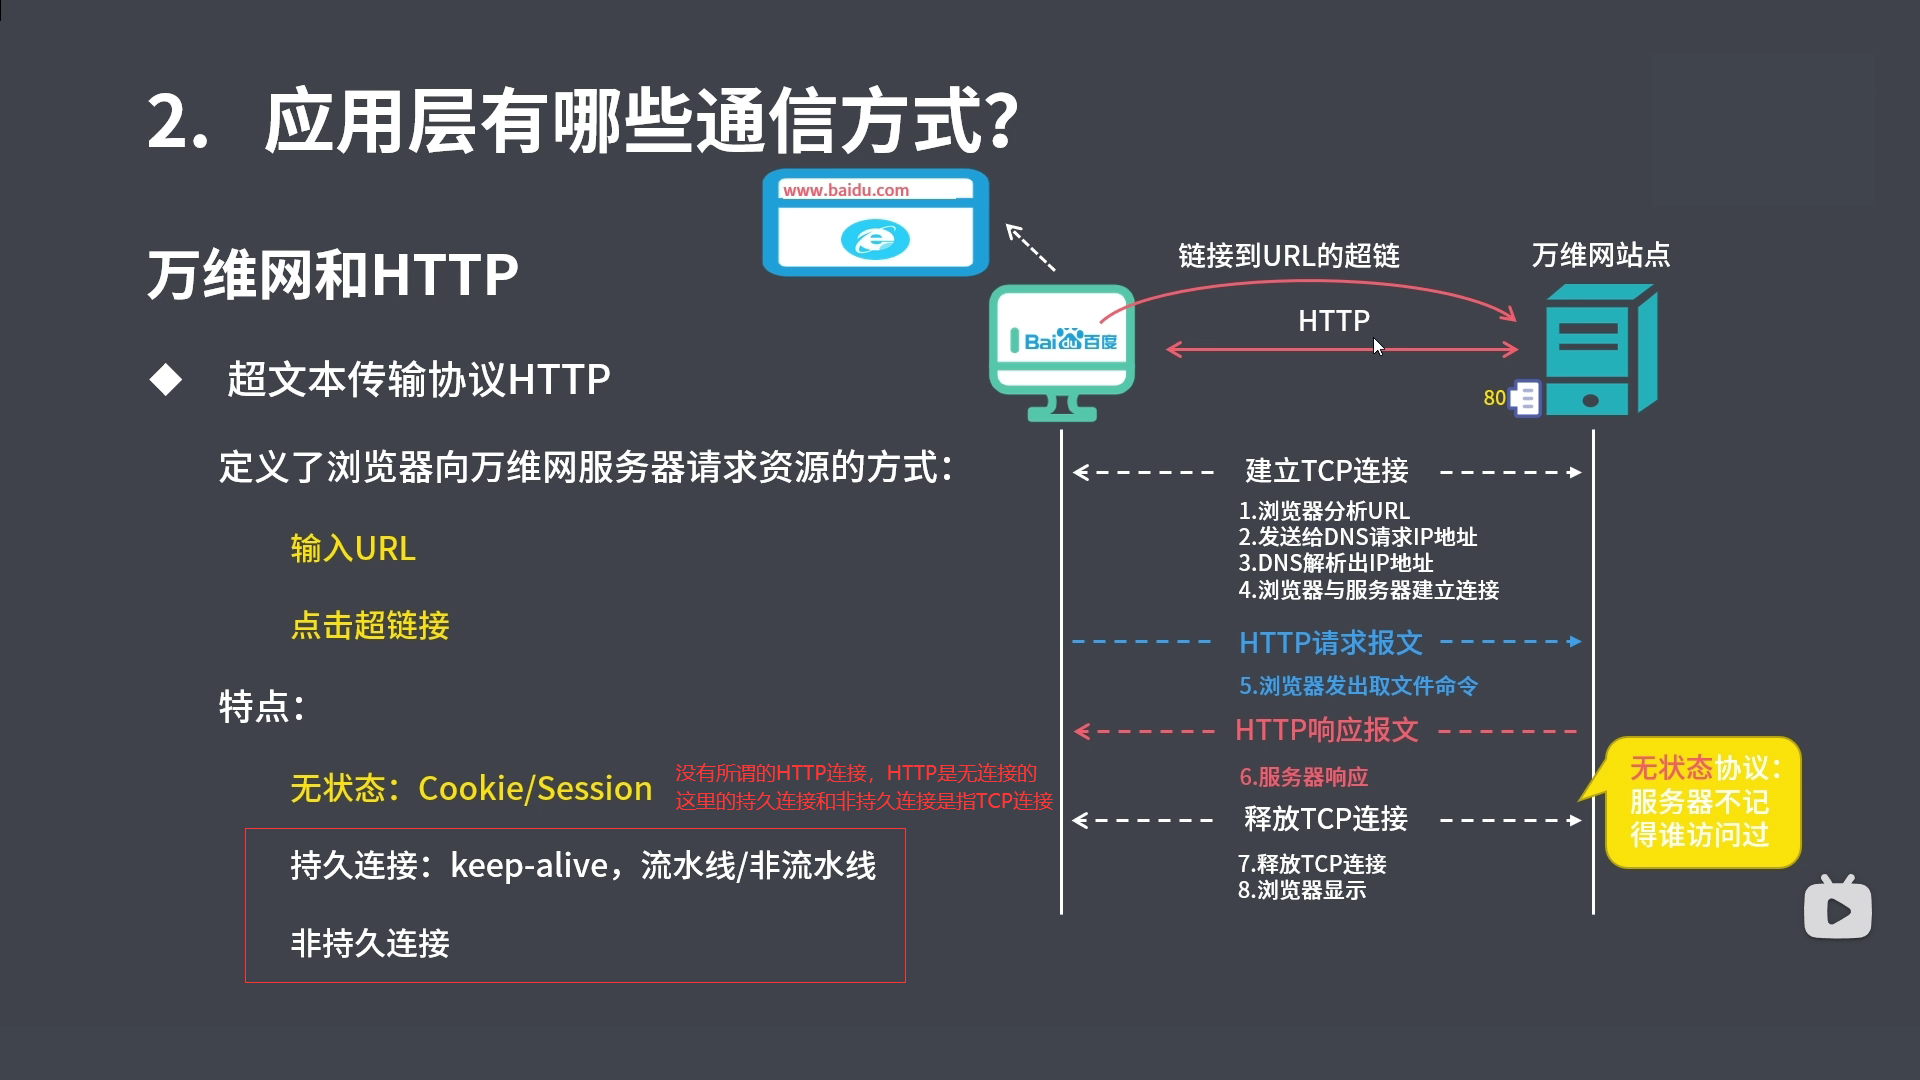 2. 应用层有哪些通信方式？
www.baidu.com
万维网和HTTP
链接到URL的超链
万维网站点
HTTP
Bai du 百度
80
◆ 超文本传输协议HTTP
定义了浏览器向万维网服务器请求资源的方式：
输入URL
点击超链接
特点：
无状态：Cookie/Session
没有所谓的HTTP连接，HTTP是无连接的
这里的持久连接和非持久连接是指TCP连接
持久连接：keep-alive，流水线/非流水线
非持久连接
建立TCP连接
1.浏览器分析URL
2.发送给DNS请求IP地址
3.DNS解析出IP地址
4.浏览器与服务器建立连接
HTTP请求报文
5.浏览器发出取文件命令
HTTP响应报文
6.服务器响应
释放TCP连接
7.释放TCP连接
8.浏览器显示
无状态协议：
服务器不记
得谁访问过